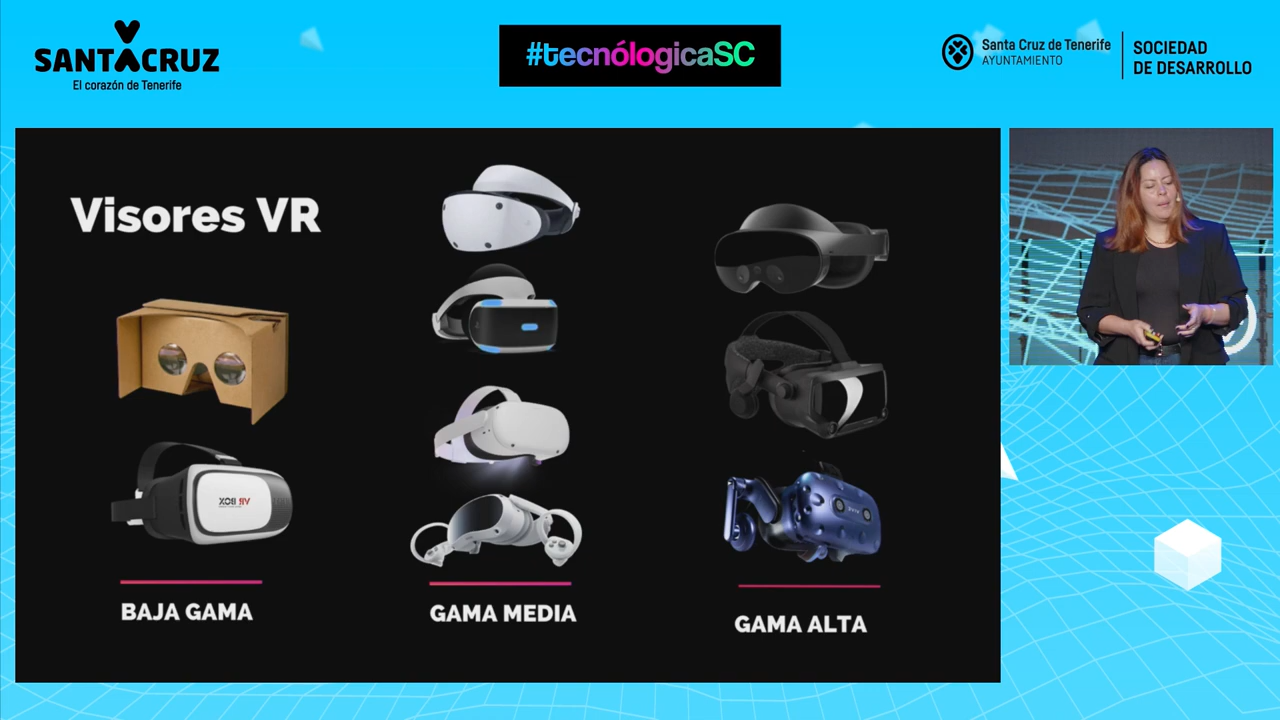 SANTACRUZ
El corazón de Tenerife
#tecnólogicaSC
Santa Cruz de Tenerife
AYUNTAMIENTO
SOCIEDAD
DE DESARROLLO
Visores VR
VR BOX
BAJA GAMA
GAMA MEDIA
GAMA ALTA